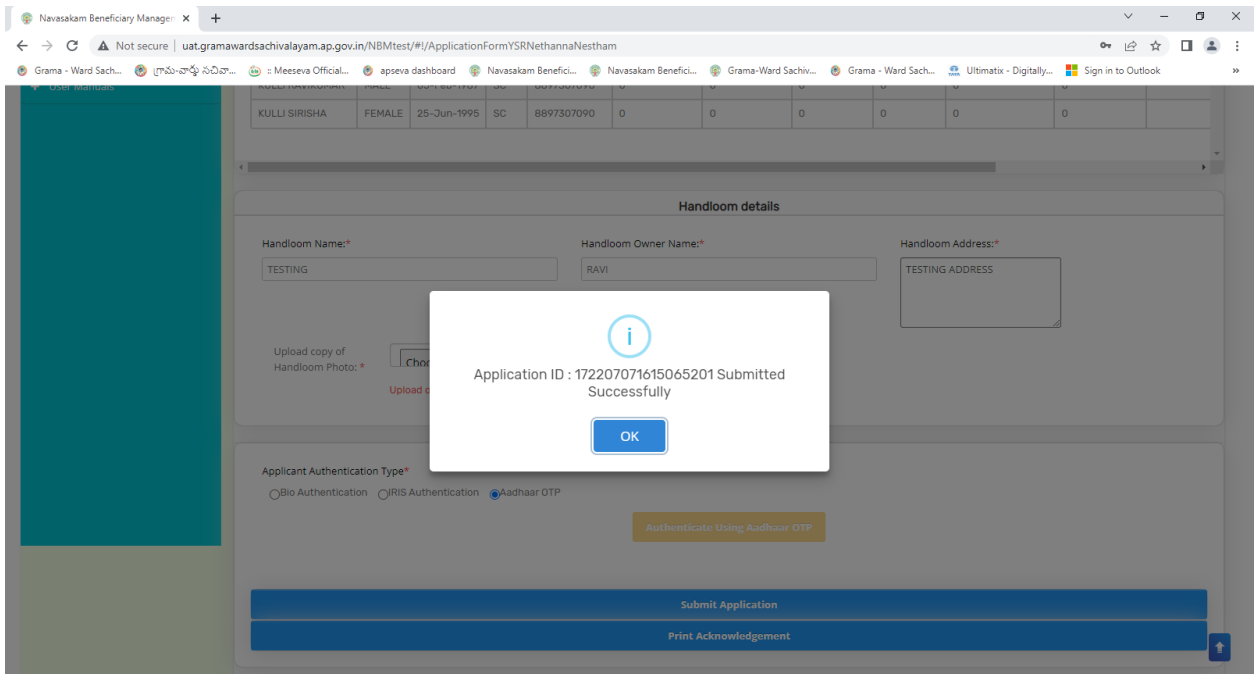 Navasakam Beneficiary Managem
Not secure | uat.gramawardsachivalayam.ap.gov.in/NBMtest/#!/ApplicationFormYSRNethannaNestham
Grama - Ward Sach... గ్రామ-వార్డు సచివా... :: Meeseva Official... apseva dashboard Navasakam Benefici... Navasakam Benefici... Grama-Ward Sachiv... Grama - Ward Sach... Ultimatix - Digitally... Sign in to Outlook »
+ User Manuals
KULLI SIRISHA FEMALE 25-Jun-1995 SC 8897307090 0 0 0 0 0 0
Handloom details
Handloom Name:* Handloom Owner Name:* Handloom Address:*
TESTING RAVI TESTING ADDRESS
Upload copy of
Handloom Photo: *
Choo
Upload c
i
Application ID : 172207071615065201 Submitted
Successfully
OK
Applicant Authentication Type*
Bio Authentication IRIS Authentication Aadhaar OTP
Authenticate Using Aadhaar OTP
Submit Application
Print Acknowledgement